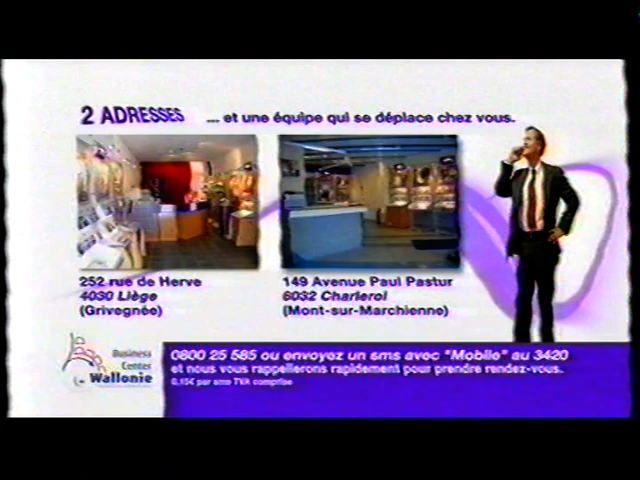 2 ADRESSES ... et une équipe qui se déplace chez vous.
252 rue de Herve
4030 Liège
(Grivegnée)
149 Avenue Paul Pastur
6032 Charleroi
(Mont-sur-Marchienne)
Business
Center
Wallonie
0800 25 585 ou envoyez un sms avec "Mobile" au 3420
et nous vous rappellerons rapidement pour prendre rendez-vous.
0,15€ par sms TVA comprise